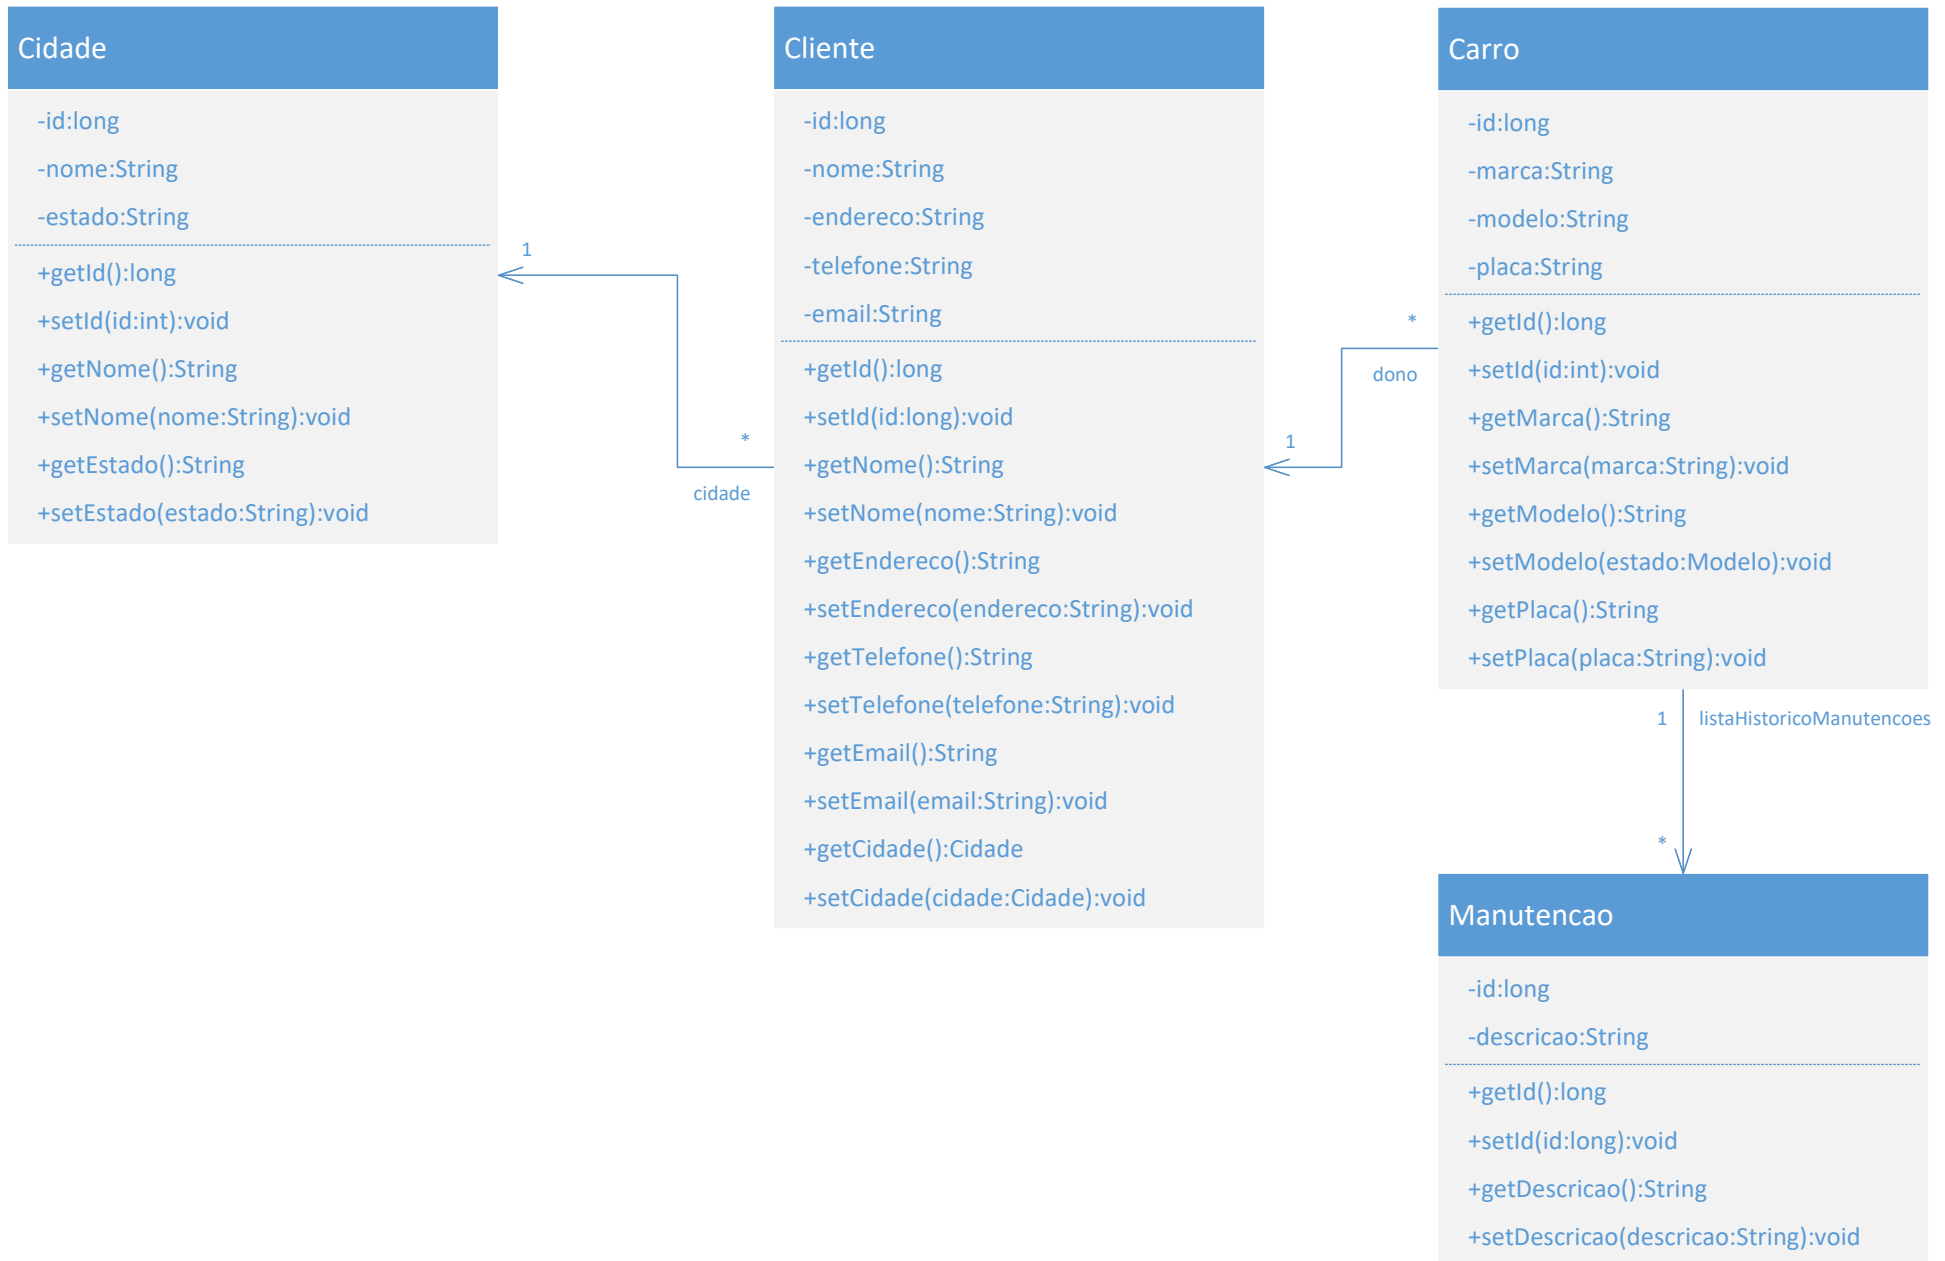 Cidade
-id:long
-nome:String
-estado:String
+getId():long
+setId(id:int):void
+getNome():String
+setNome(nome:String):void
+getEstado():String
+setEstado(estado:String):void
1
*
cidade
Cliente
-id:long
-nome:String
-endereco:String
-telefone:String
-email:String
+getId():long
+setId(id:long):void
+getNome():String
+setNome(nome:String):void
+getEndereco():String
+setEndereco(endereco:String):void
+getTelefone():String
+setTelefone(telefone:String):void
+getEmail():String
+setEmail(email:String):void
+getCidade():Cidade
+setCidade(cidade:Cidade):void
*
dono
1
Carro
-id:long
-marca:String
-modelo:String
-placa:String
+getId():long
+setId(id:int):void
+getMarca():String
+setMarca(marca:String):void
+getModelo():String
+setModelo(estado:Modelo):void
+getPlaca():String
+setPlaca(placa:String):void
1 listaHistoricoManutencoes
*
Manutencao
-id:long
-descricao:String
+getId():long
+setId(id:long):void
+getDescricao():String
+setDescricao(descricao:String):void